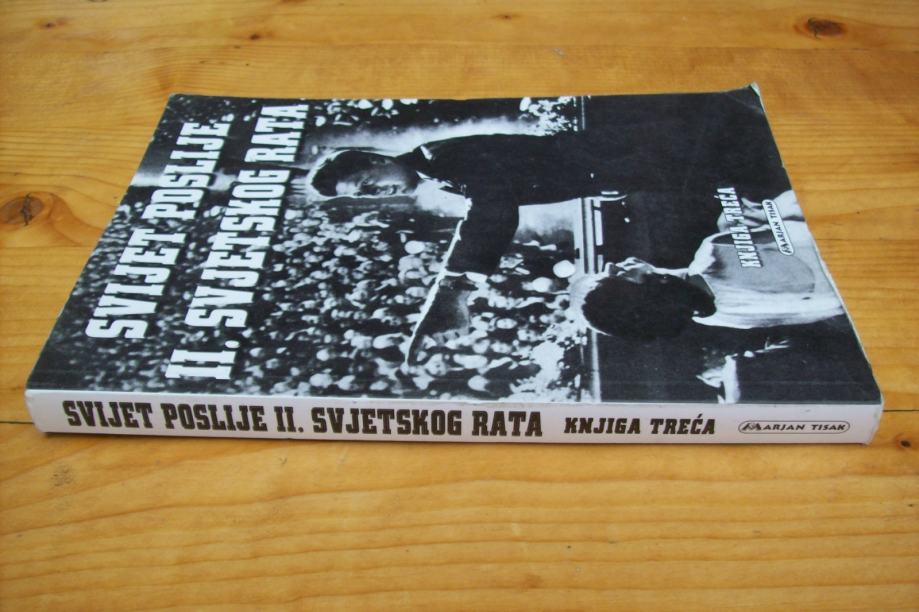 SVIJET POSLIJE
II. SVJETSKOG RATA
KNJIGA TREĆA
MARJAN TISAK
SVIJET POSLIJE II. SVJETSKOG RATA KNJIGA TREĆA MARJAN TISAK